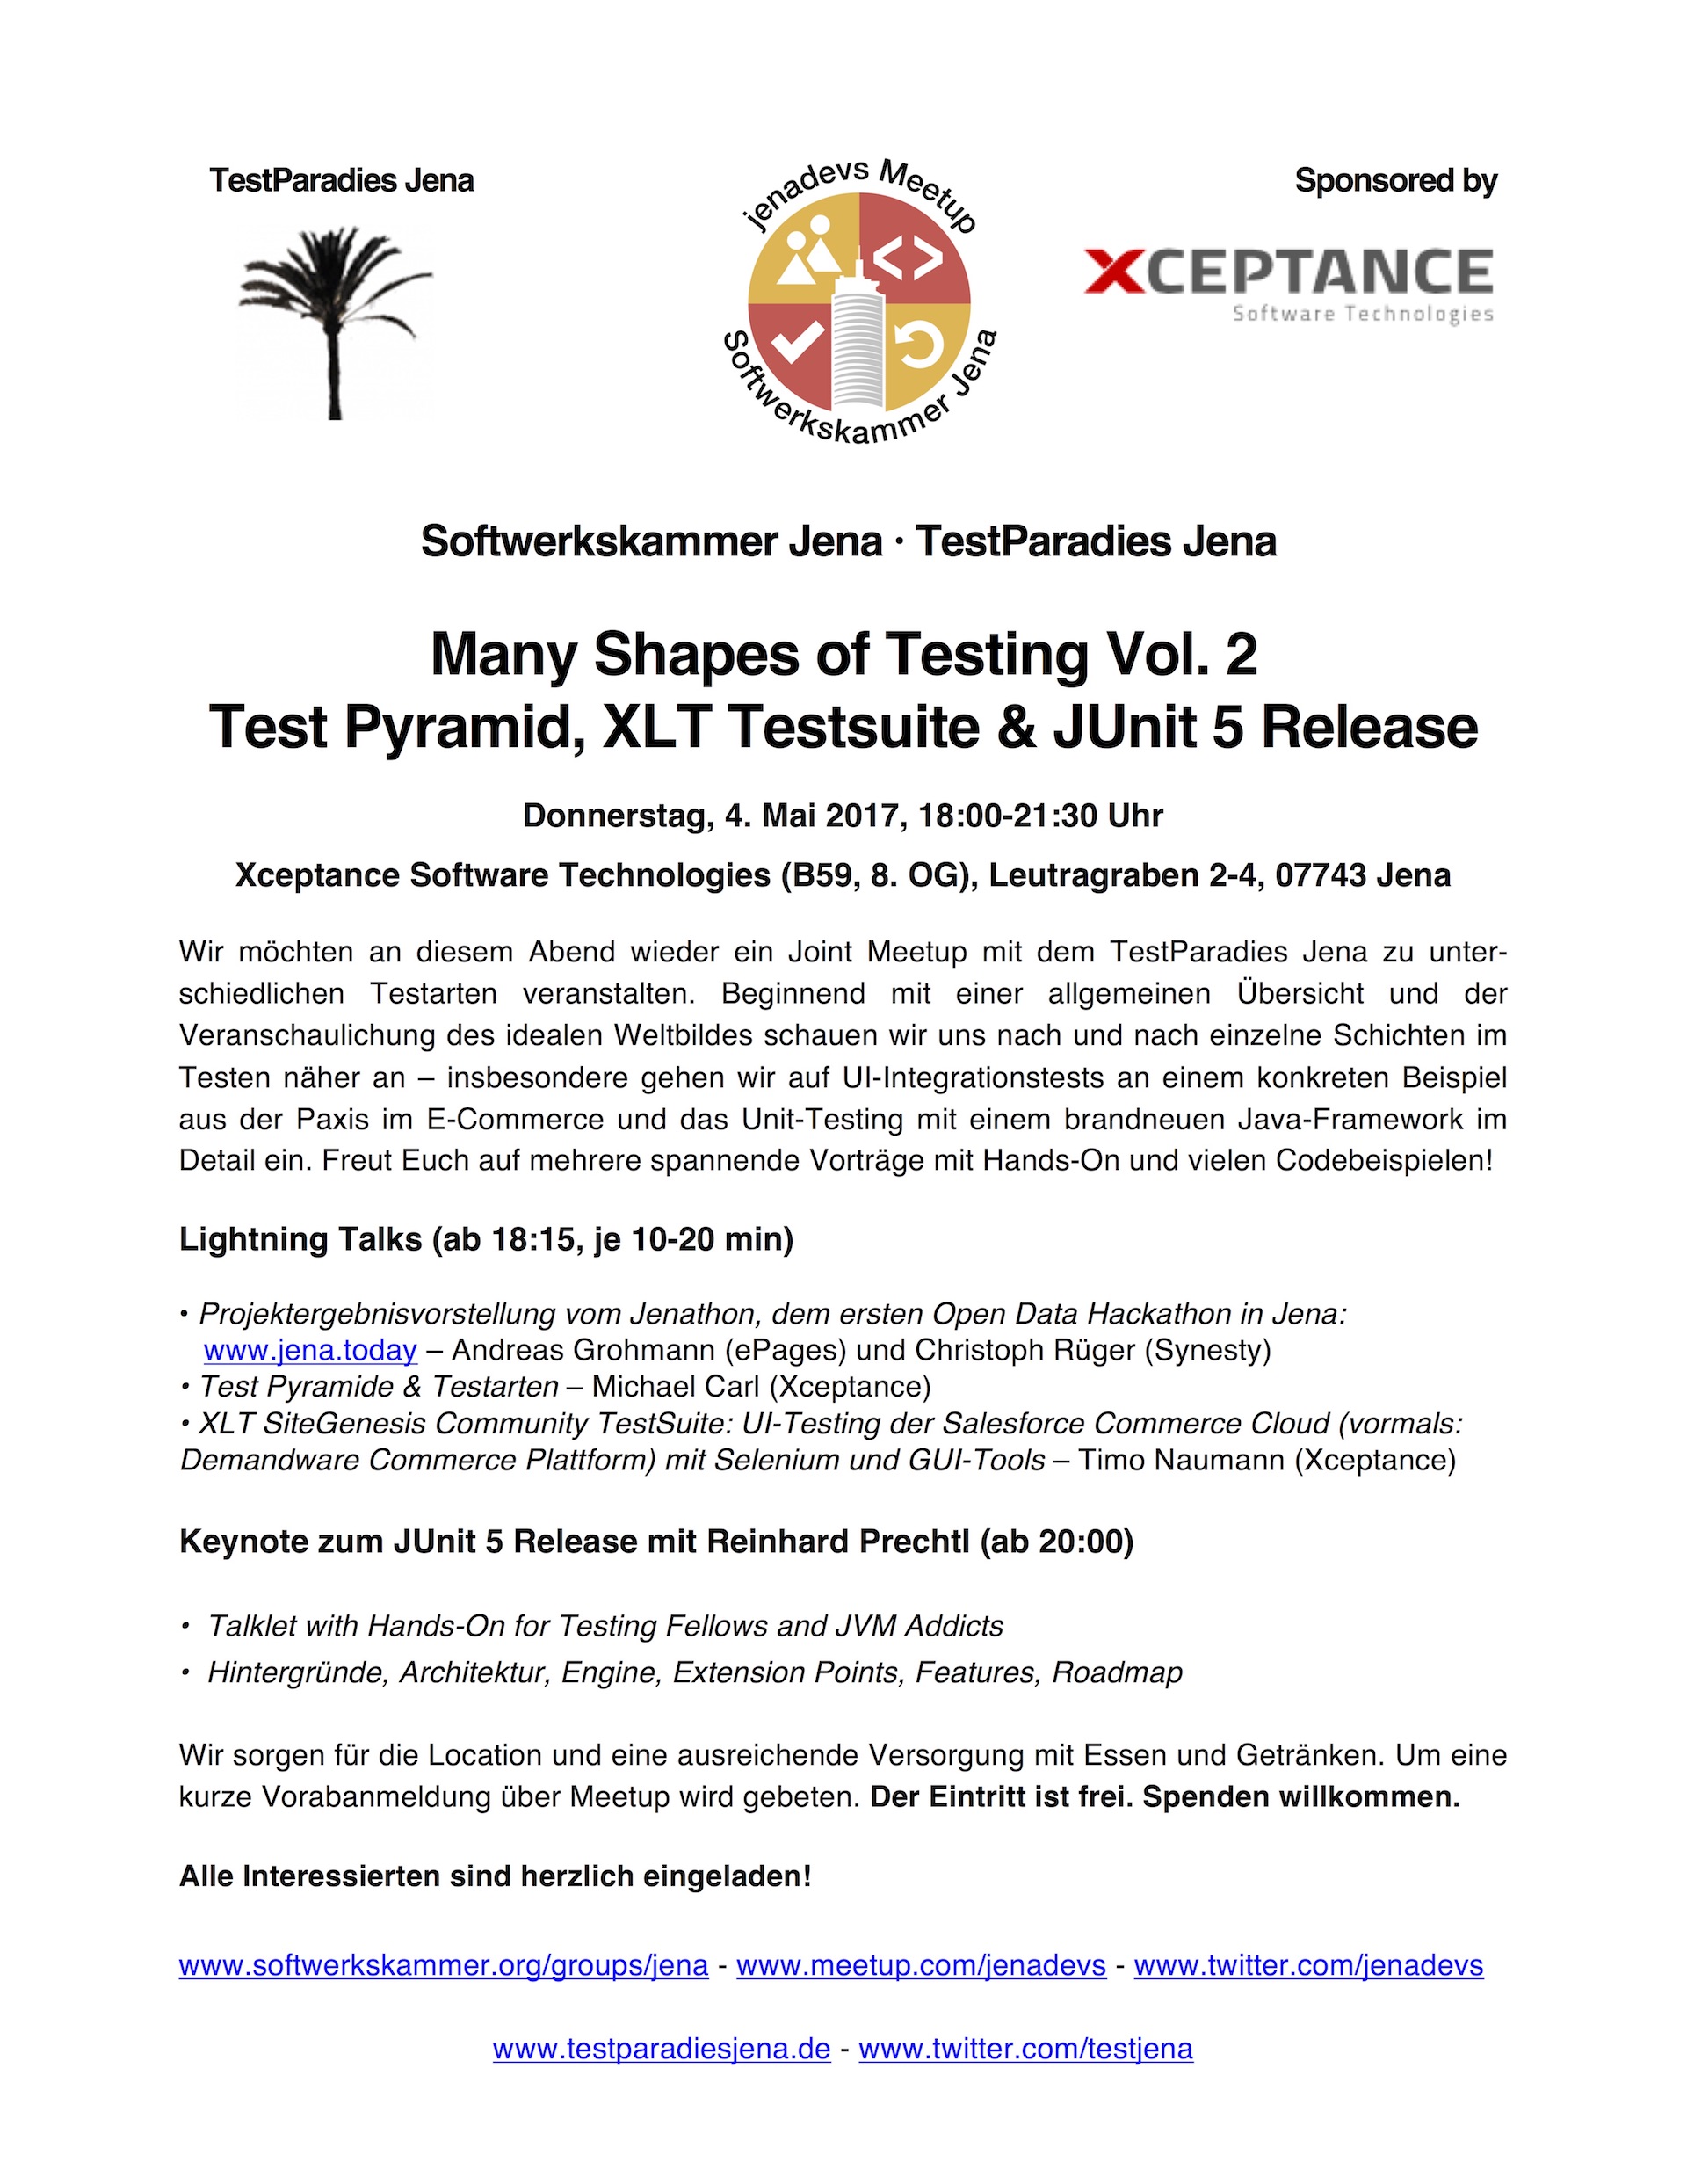 TestParadies Jena
jenadevs Meetup
Softwerkskammer Jena
Sponsored by
XCEPTANCE
Software Technologies
Softwerkskammer Jena · TestParadies Jena
Many Shapes of Testing Vol. 2
Test Pyramid, XLT Testsuite & JUnit 5 Release
Donnerstag, 4. Mai 2017, 18:00-21:30 Uhr
Xceptance Software Technologies (B59, 8. OG), Leutragraben 2-4, 07743 Jena
Wir möchten an diesem Abend wieder ein Joint Meetup mit dem TestParadies Jena zu unter-
schiedlichen Testarten veranstalten. Beginnend mit einer allgemeinen Übersicht und der
Veranschaulichung des idealen Weltbildes schauen wir uns nach und nach einzelne Schichten im
Testen näher an – insbesondere gehen wir auf UI-Integrationstests an einem konkreten Beispiel
aus der Paxis im E-Commerce und das Unit-Testing mit einem brandneuen Java-Framework im
Detail ein. Freut Euch auf mehrere spannende Vorträge mit Hands-On und vielen Codebeispielen!
Lightning Talks (ab 18:15, je 10-20 min)
• Projektergebnisvorstellung vom Jenathon, dem ersten Open Data Hackathon in Jena:
www.jena.today – Andreas Grohmann (ePages) und Christoph Rüger (Synesty)
• Test Pyramide & Testarten – Michael Carl (Xceptance)
• XLT SiteGenesis Community TestSuite: UI-Testing der Salesforce Commerce Cloud (vormals:
Demandware Commerce Plattform) mit Selenium und GUI-Tools – Timo Naumann (Xceptance)
Keynote zum JUnit 5 Release mit Reinhard Prechtl (ab 20:00)
• Talklet with Hands-On for Testing Fellows and JVM Addicts
• Hintergründe, Architektur, Engine, Extension Points, Features, Roadmap
Wir sorgen für die Location und eine ausreichende Versorgung mit Essen und Getränken. Um eine
kurze Vorabanmeldung über Meetup wird gebeten. Der Eintritt ist frei. Spenden willkommen.
Alle Interessierten sind herzlich eingeladen!
www.softwerkskammer.org/groups/jena - www.meetup.com/jenadevs - www.twitter.com/jenadevs
www.testparadiesjena.de - www.twitter.com/testjena